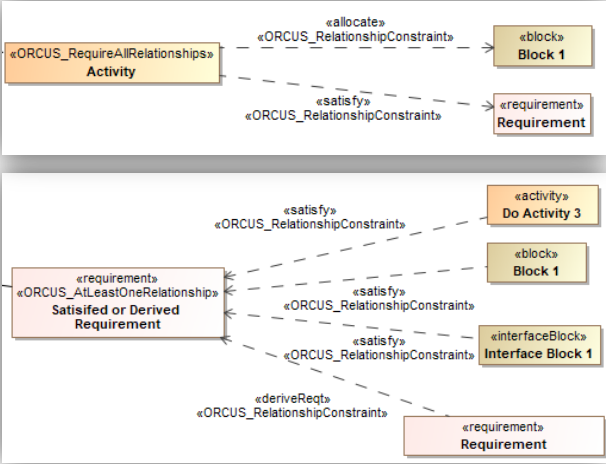 «allocate»
«ORCUS_RelationshipConstraint»
«block»
Block 1
«ORCUS_RequireAllRelationships»
Activity
«satisfy»
«ORCUS_RelationshipConstraint»
«requirement»
Requirement
«activity»
Do Activity 3
«satisfy»
«ORCUS_RelationshipConstraint»
«block»
Block 1
«requirement»
«ORCUS_AtLeastOneRelationship»
Satisifed or Derived
Requirement
«satisfy»
«ORCUS_RelationshipConstraint»
«interfaceBlock»
Interface Block 1
«satisfy»
«ORCUS_RelationshipConstraint»
«deriveReqt»
«ORCUS_RelationshipConstraint»
«requirement»
Requirement